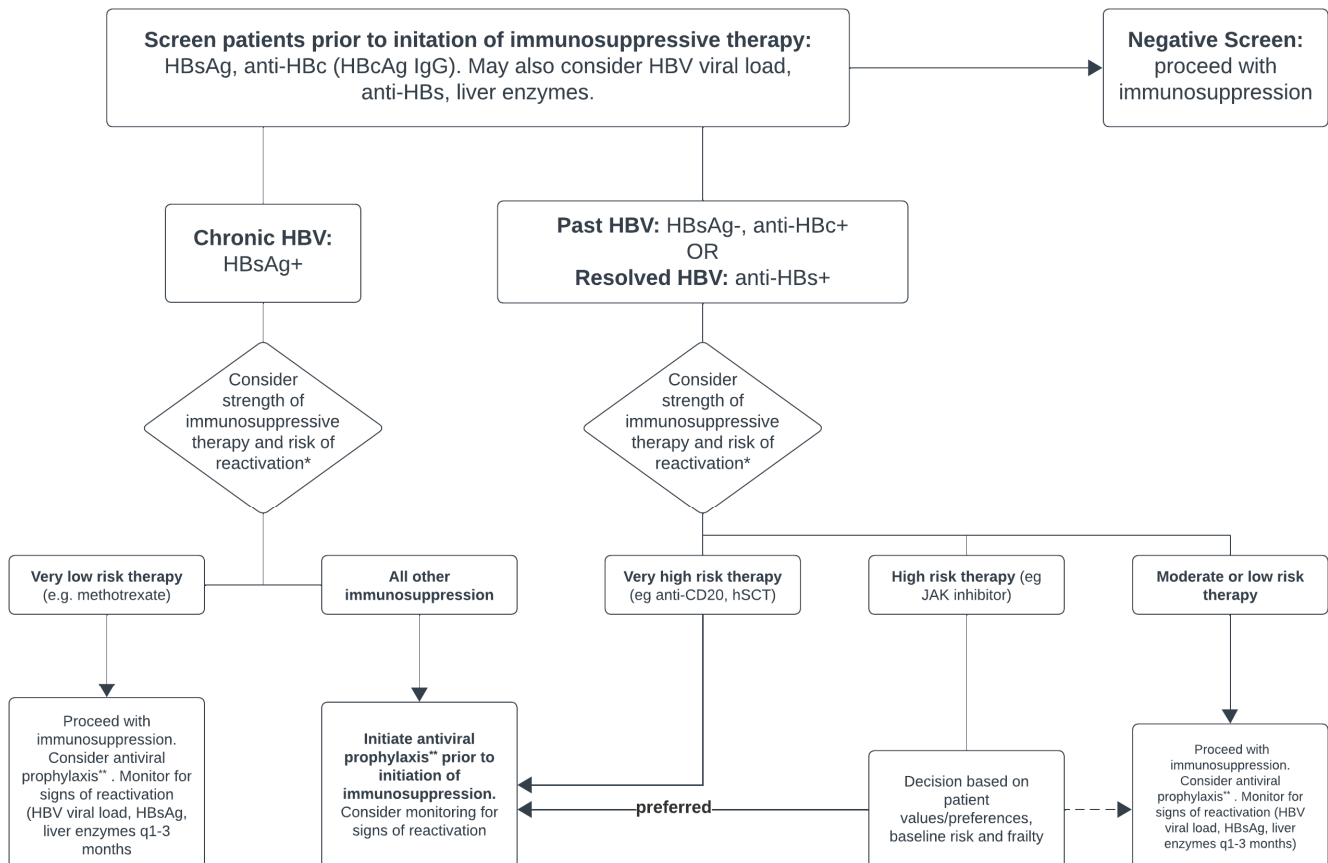 Screen patients prior to initation of immunosuppressive therapy:
HBsAg, anti-HBc (HBcAg IgG). May also consider HBV viral load,
anti-HBs, liver enzymes.
Negative Screen:
proceed with
immunosuppression
Chronic HBV:
HBsAg+
Past HBV: HBsAg-, anti-HBc+
OR
Resolved HBV: anti-HBs+
Consider
strength of
immunosuppressive
therapy and risk of
reactivation*
Consider
strength of
immunosuppressive
therapy and risk of
reactivation*
Very low risk therapy
(e.g. methotrexate)
All other
immunosuppression
Very high risk therapy
(eg anti-CD20, hSCT)
High risk therapy (eg
JAK inhibitor)
Moderate or low risk
therapy
Proceed with
immunosuppression.
Consider antiviral
prophylaxis** . Monitor for
signs of reactivation
(HBV viral load, HBsAg,
liver enzymes q1-3
months
Initiate antiviral
prophylaxis** prior to
initiation of
immunosuppression.
Consider monitoring for
signs of reactivation
preferred
Decision based on
patient
values/preferences,
baseline risk and frailty
Proceed with
immunosuppression.
Consider antiviral
prophylaxis** . Monitor for
signs of reactivation (HBV
viral load, HBsAg, liver
enzymes q1-3 months)